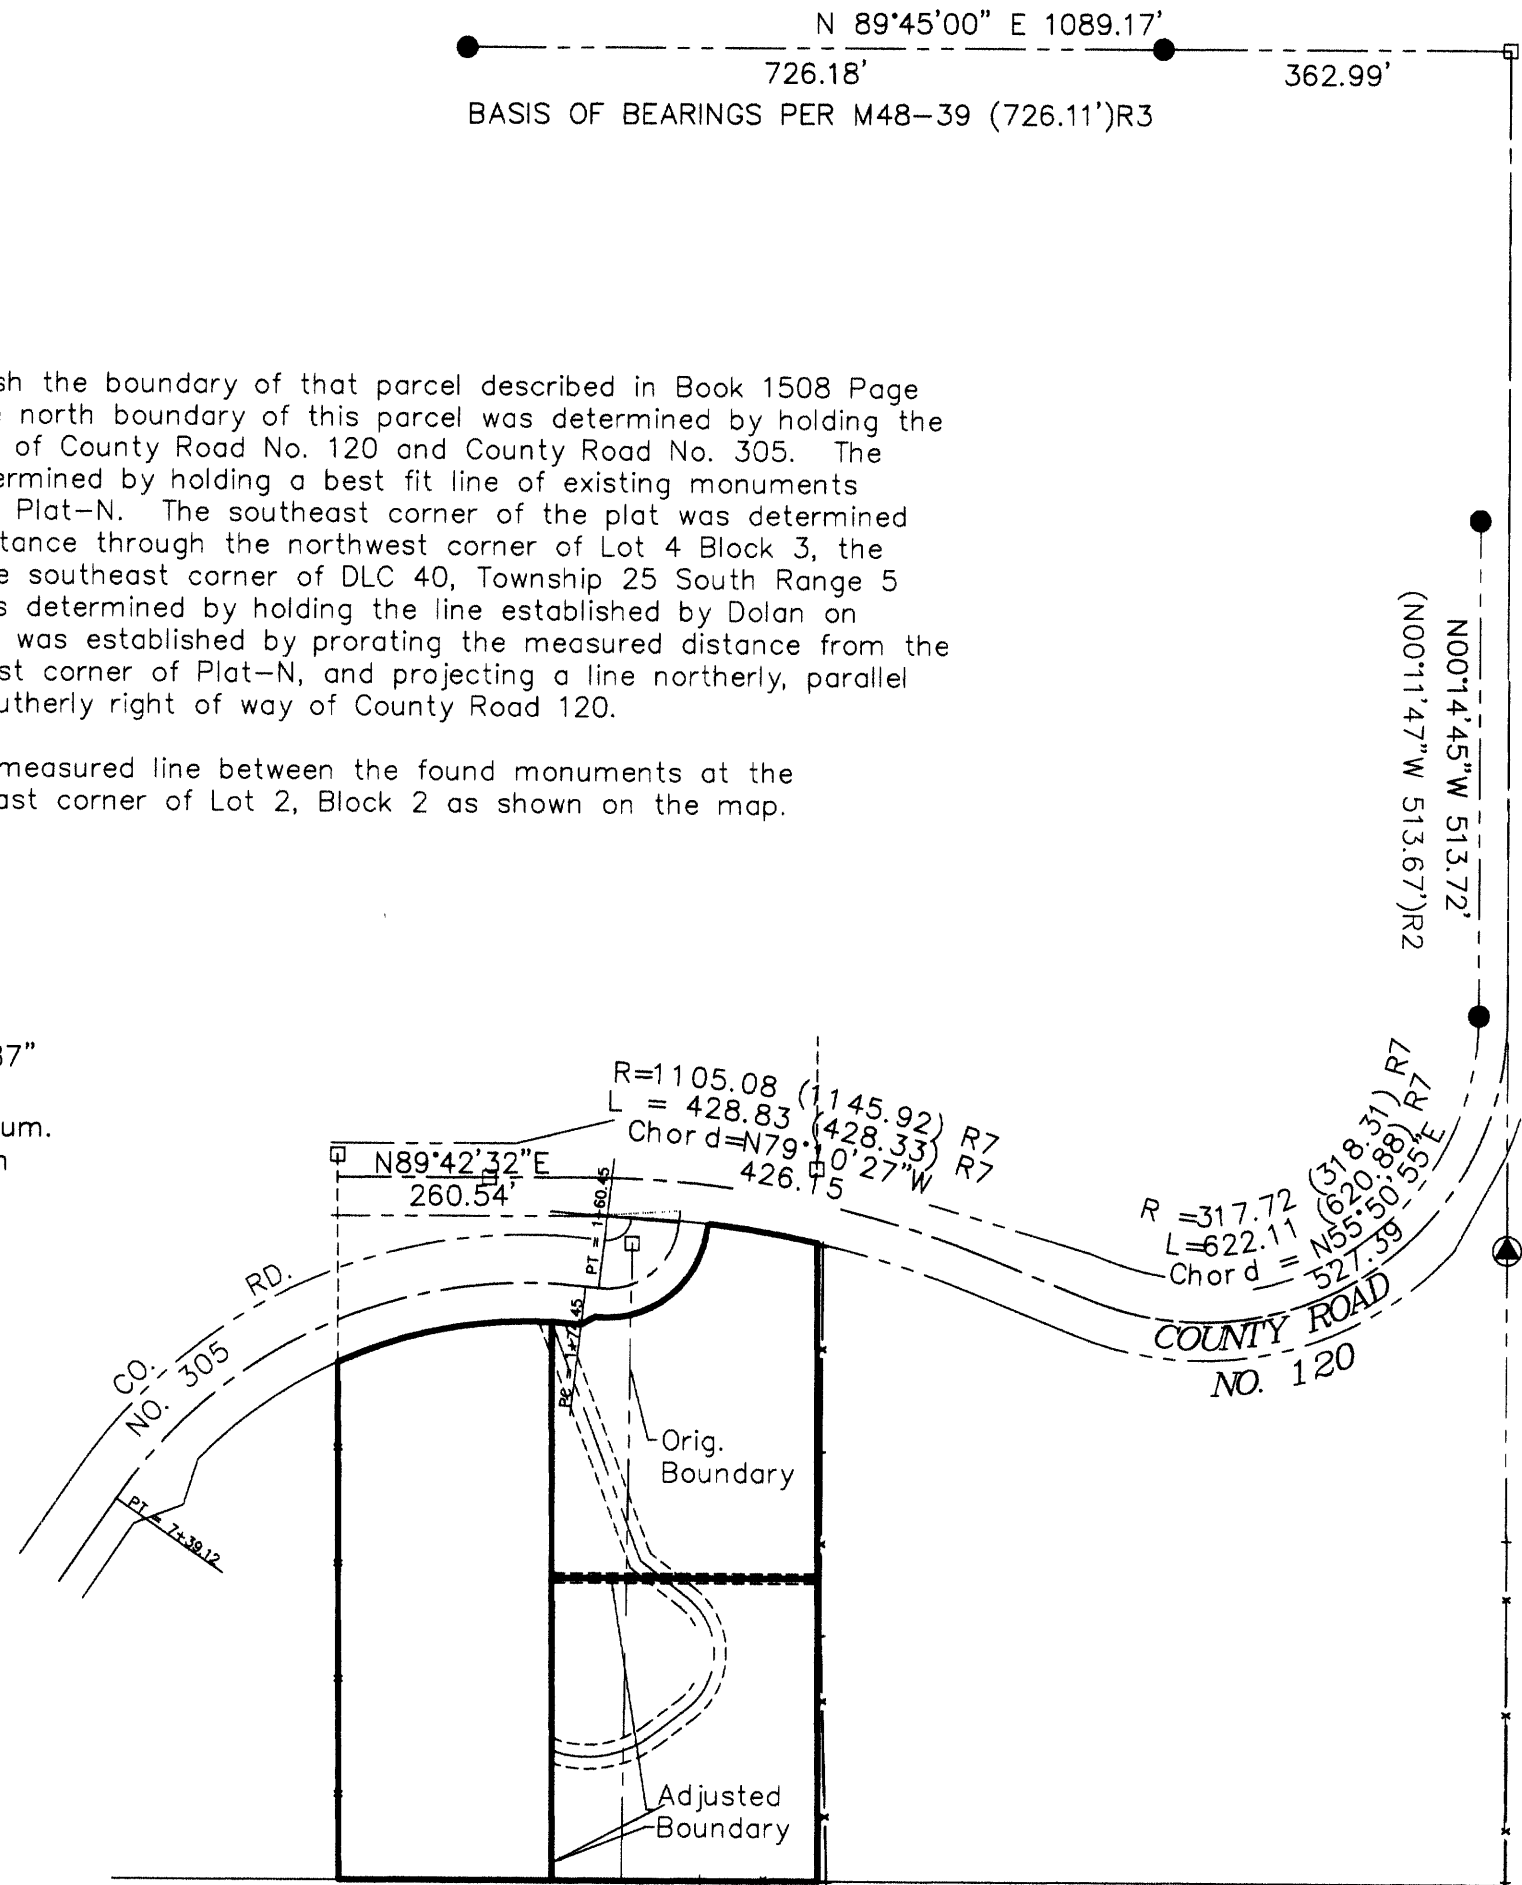 N 89°45'00" E 1089.17'
726.18'
362.99'
BASIS OF BEARINGS PER M48-39 (726.11')R3
sh the boundary of that parcel described in Book 1508 Page
e north boundary of this parcel was determined by holding the
of County Road No. 120 and County Road No. 305. The
ermined by holding a best fit line of existing monuments
Plat-N. The southeast corner of the plat was determined
tance through the northwest corner of Lot 4 Block 3, the
e southeast corner of DLC 40, Township 25 South Range 5
s determined by holding the line established by Dolan on
was established by prorating the measured distance from the
st corner of Plat-N, and projecting a line northerly, parallel
utherly right of way of County Road 120.
measured line between the found monuments at the
ast corner of Lot 2, Block 2 as shown on the map.
N00°14'45"W 513.72'
(N00°11'47"W 513.67')R2
37"
um.
R=1105.08 (1145.92) R7
L = 428.83 (428.33) R7
Chord=N79° 0'27"W
426.15
N89°42'32"E
260.54'
PT = 1+60.45
R =317.72 (318.31) R7
L=622.11 (620.88) R7
Chord = N55°50'55"E
527.39
COUNTY ROAD
NO. 120
CO. RD.
NO. 305
PT = 7+39.12
Orig.
Boundary
Adjusted
Boundary